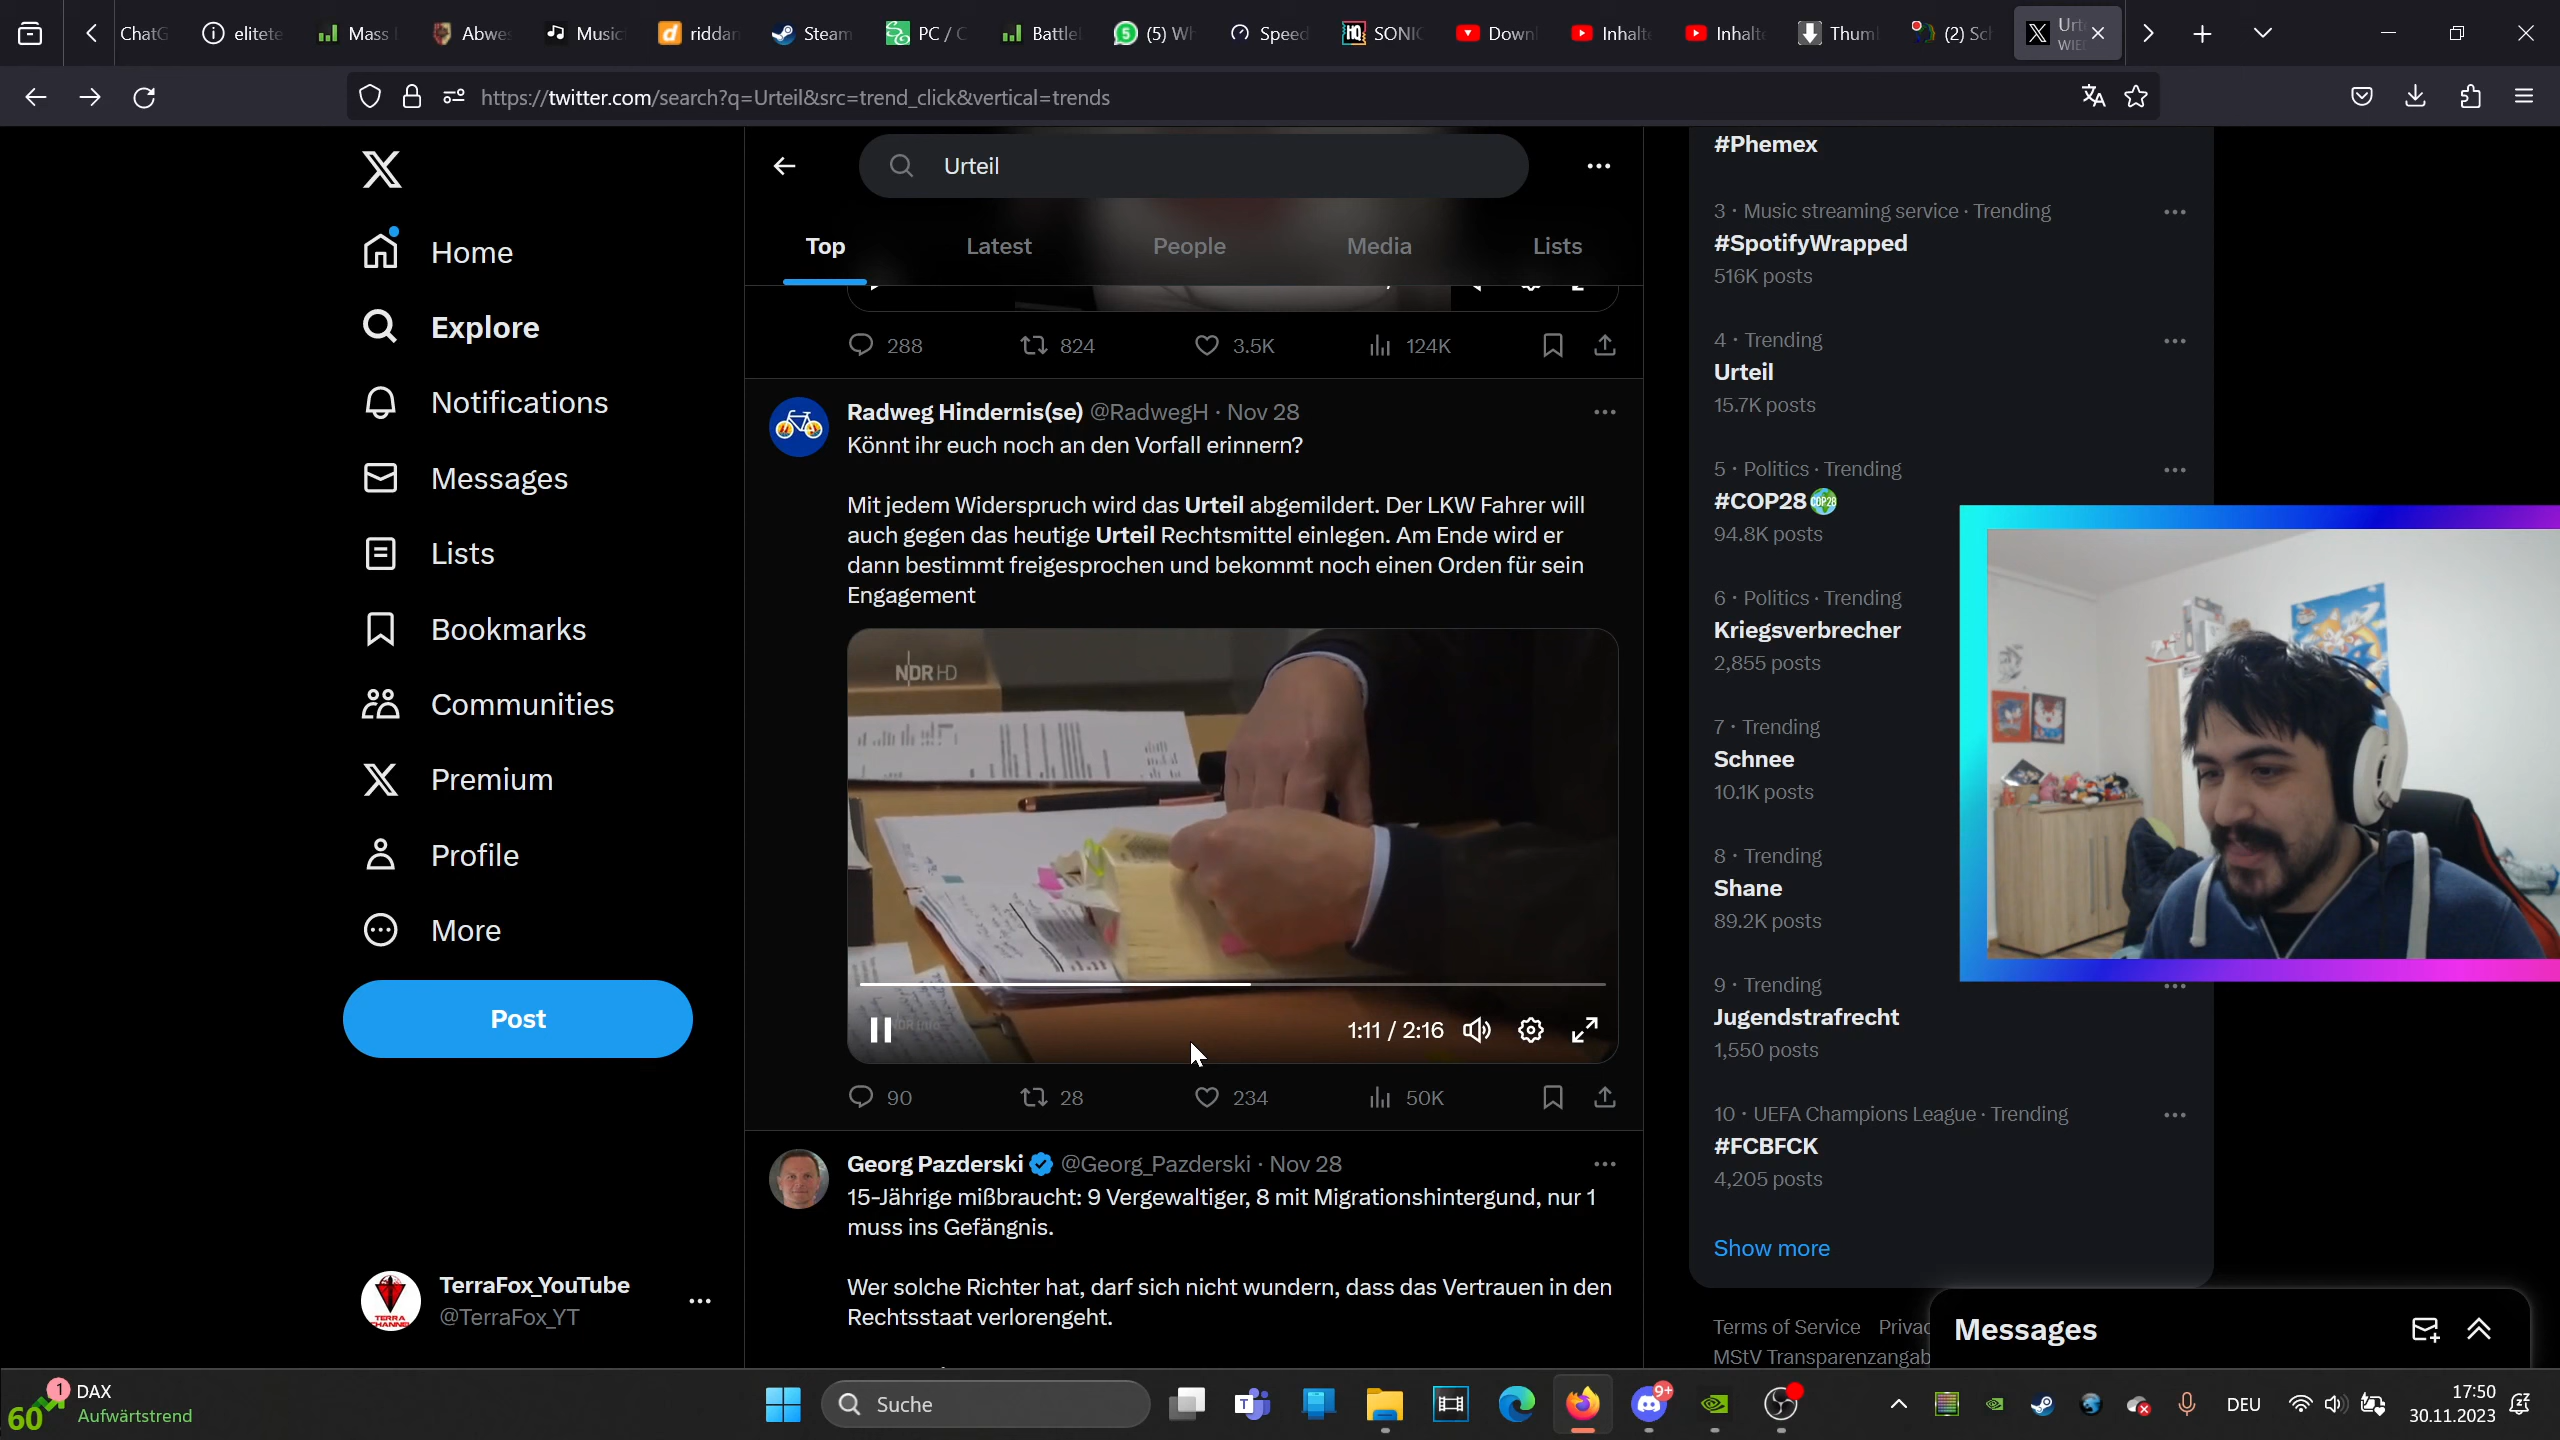 ChatG
elitete
Mass
Abwes
Music
riddan
Steam
PC / C
Battlef
(5) Wh
Speed
SONIC
Down
Inhalte
Inhalte
Thum
(2) Sc
Urte
WIE
https://twitter.com/search?q=Urteil&src=trend_click&vertical=trends
Home
Explore
Notifications
Messages
Lists
Bookmarks
Communities
Premium
Profile
More
Post
TerraFox_YouTube
@TerraFox_YT
Urteil
Top
Latest
People
Media
Lists
288
824
3.5K
124K
Radweg Hindernis(se) @RadwegH · Nov 28
Könnt ihr euch noch an den Vorfall erinnern?
Mit jedem Widerspruch wird das Urteil abgemildert. Der LKW Fahrer will
auch gegen das heutige Urteil Rechtsmittel einlegen. Am Ende wird er
dann bestimmt freigesprochen und bekommt noch einen Orden für sein
Engagement
NDR HD
1:11 / 2:16
90
28
234
50K
Georg Pazderski @Georg_Pazderski · Nov 28
15-Jährige mißbraucht: 9 Vergewaltiger, 8 mit Migrationshintergund, nur 1
muss ins Gefängnis.
Wer solche Richter hat, darf sich nicht wundern, dass das Vertrauen in den
Rechtsstaat verlorengeht.
#Phemex
3 · Music streaming service · Trending
#SpotifyWrapped
516K posts
4 · Trending
Urteil
15.7K posts
5 · Politics · Trending
#COP28
COP28
94.8K posts
6 · Politics · Trending
Kriegsverbrecher
2,855 posts
7 · Trending
Schnee
10.1K posts
8 · Trending
Shane
89.2K posts
9 · Trending
Jugendstrafrecht
1,550 posts
10 · UEFA Champions League · Trending
#FCBFCK
4,205 posts
Show more
Terms of Service Privac
MStV Transparenzangab
Messages
1
60
DAX
Aufwärtstrend
Suche
9+
DEU
17:50
30.11.2023